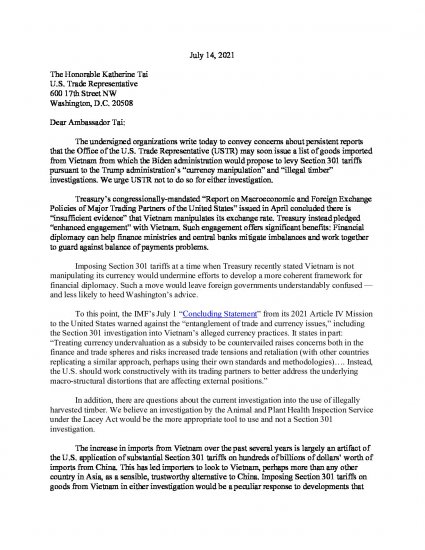 July 14, 2021
The Honorable Katherine Tai
U.S. Trade Representative
600 17th Street NW
Washington, D.C. 20508
Dear Ambassador Tai:
The undersigned organizations write today to convey concerns about persistent reports
that the Office of the U.S. Trade Representative (USTR) may soon issue a list of goods imported
from Vietnam from which the Biden administration would propose to levy Section 301 tariffs
pursuant to the Trump administration's “currency manipulation” and “illegal timber”
investigations. We urge USTR not to do so for either investigation.
Treasury's congressionally-mandated “Report on Macroeconomic and Foreign Exchange
Policies of Major Trading Partners of the United States” issued in April concluded there is
“insufficient evidence” that Vietnam manipulates its exchange rate. Treasury instead pledged
“enhanced engagement” with Vietnam. Such engagement offers significant benefits: Financial
diplomacy can help finance ministries and central banks mitigate imbalances and work together
to guard against balance of payments problems.
Imposing Section 301 tariffs at a time when Treasury recently stated Vietnam is not
manipulating its currency would undermine efforts to develop a more coherent framework for
financial diplomacy. Such a move would leave foreign governments understandably confused —
and less likely to heed Washington's advice.
To this point, the IMF's July 1 “Concluding Statement” from its 2021 Article IV Mission
to the United States warned against the “entanglement of trade and currency issues,” including
the Section 301 investigation into Vietnam's alleged currency practices. It states in part:
“Treating currency undervaluation as a subsidy to be countervailed raises concerns both in the
finance and trade spheres and risks increased trade tensions and retaliation (with other countries
replicating a similar approach, perhaps using their own standards and methodologies)…. Instead,
the U.S. should work constructively with its trading partners to better address the underlying
macro-structural distortions that are affecting external positions.”
In addition, there are questions about the current investigation into the use of illegally
harvested timber. We believe an investigation by the Animal and Plant Health Inspection Service
under the Lacey Act would be the more appropriate tool to use and not a Section 301
investigation.
The increase in imports from Vietnam over the past several years is largely an artifact of
the U.S. application of substantial Section 301 tariffs on hundreds of billions of dollars' worth of
imports from China. This has led importers to look to Vietnam, perhaps more than any other
country in Asia, as a sensible, trustworthy alternative to China. Imposing Section 301 tariffs on
goods from Vietnam in either investigation would be a peculiar response to developments that